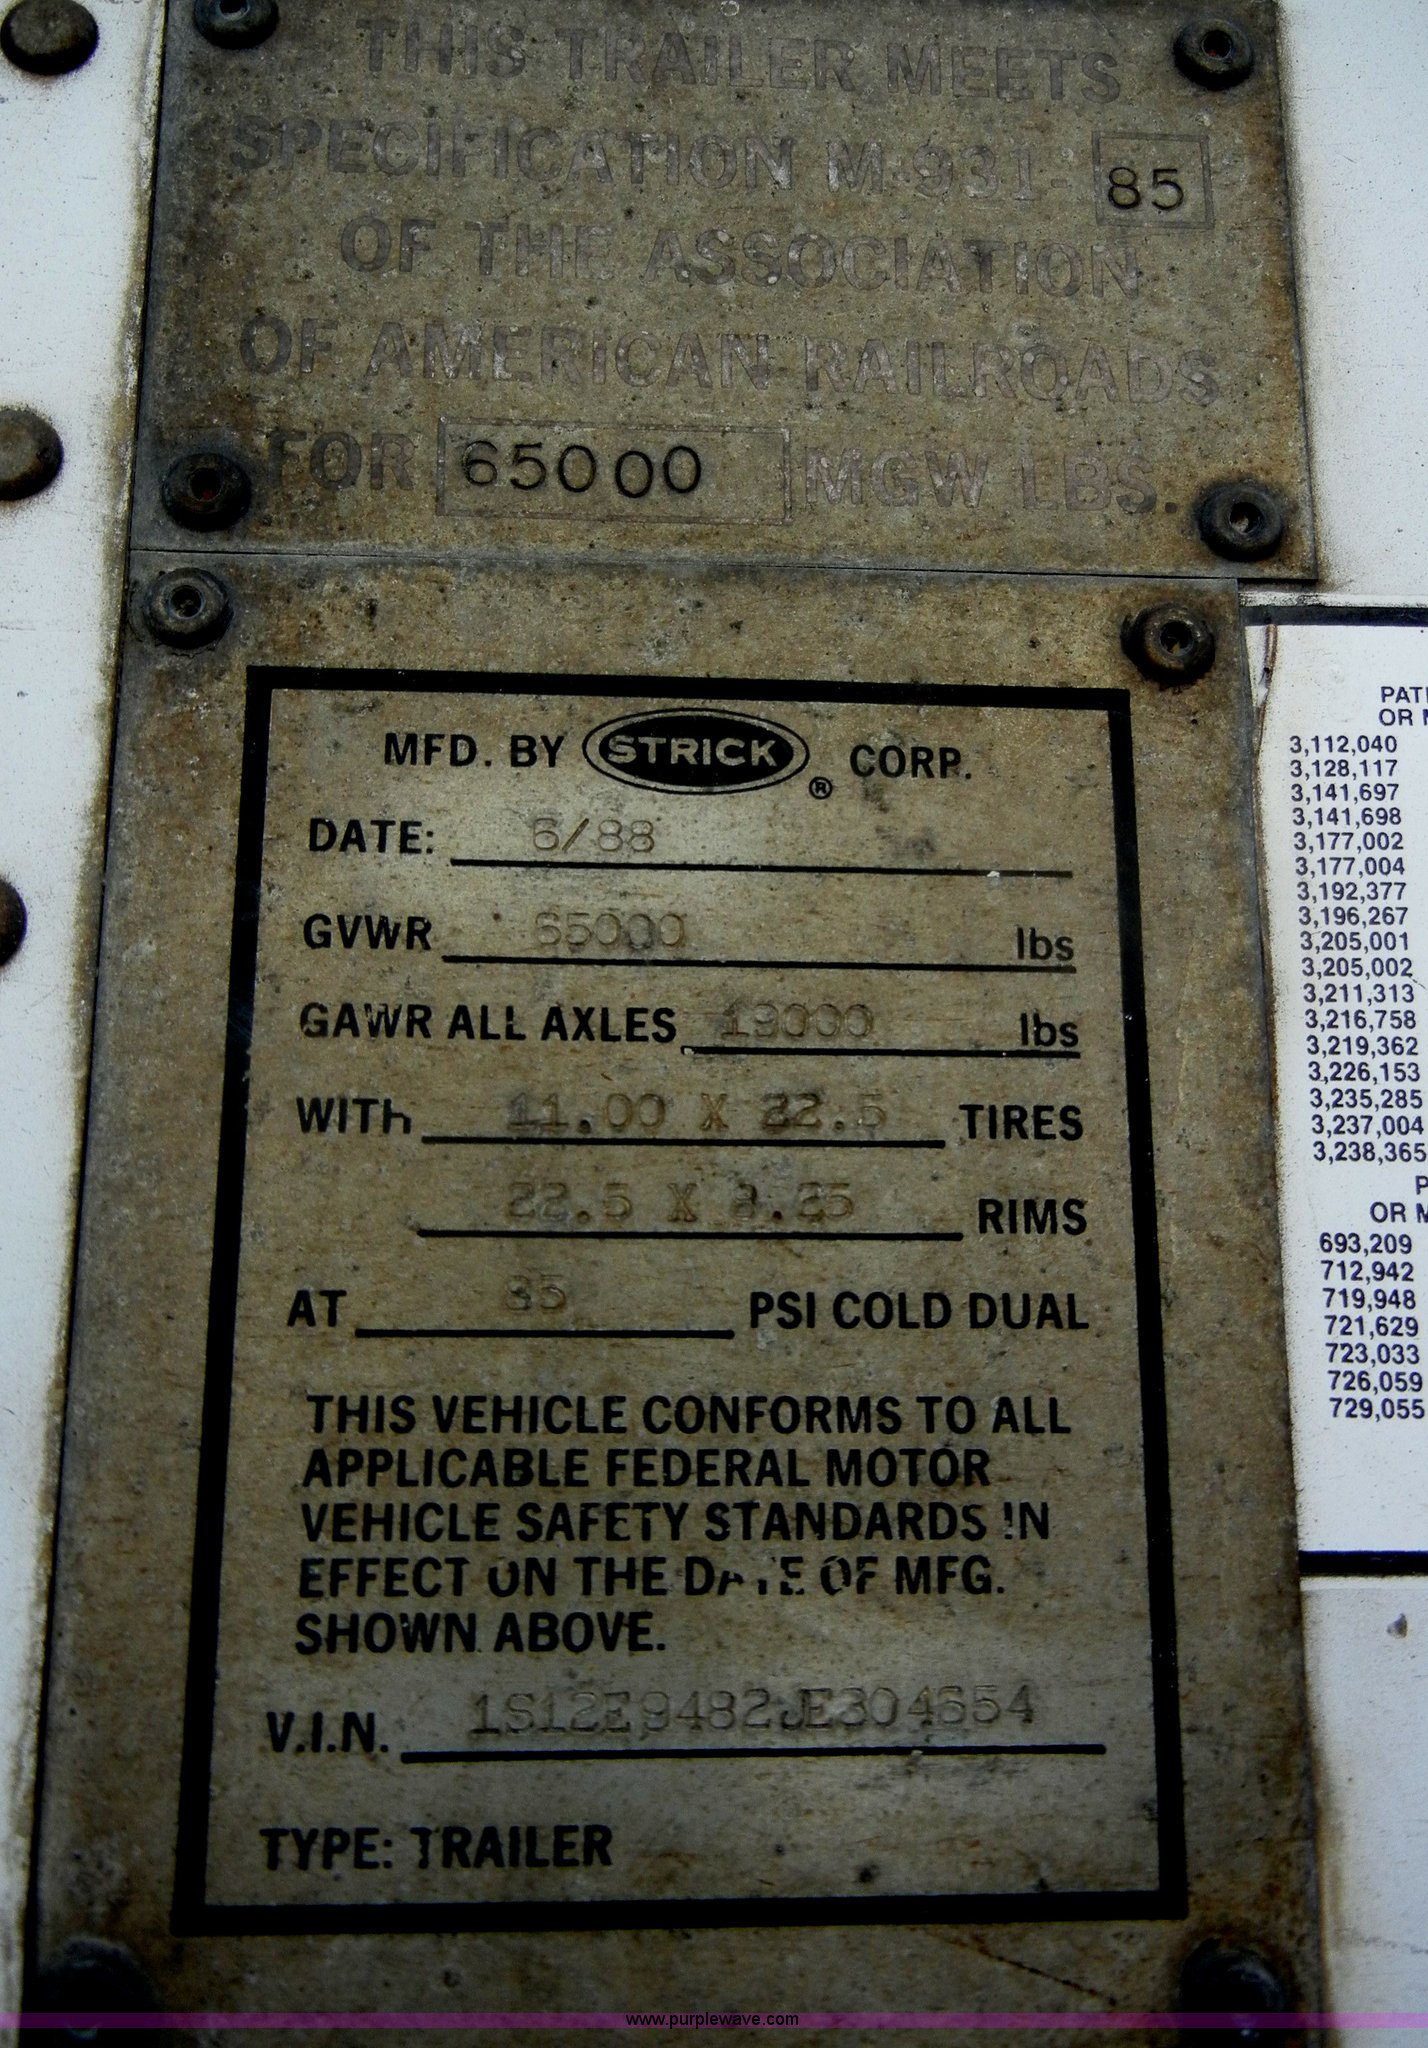 THIS TRAILER MEETS
SPECIFICATION M-931- 85
OF THE ASSOCIATION
OF AMERICAN RAILROADS
FOR 65000 MGW LBS.
MFD. BY STRICK ® CORP.
DATE: 6/88
GVWR 65000 lbs
GAWR ALL AXLES 19000 lbs
WITH 11.00 X 22.5 TIRES
22.5 X 8.25 RIMS
AT 85 PSI COLD DUAL
THIS VEHICLE CONFORMS TO ALL
APPLICABLE FEDERAL MOTOR
VEHICLE SAFETY STANDARDS IN
EFFECT ON THE DATE OF MFG.
SHOWN ABOVE.
V.I.N. 1S12E9482JE304654
TYPE: TRAILER
OR
3,112,040
3,128,117
3,141,697
3,141,698
3,177,002
3,177,004
3,192,377
3,196,267
3,205,001
3,205,002
3,211,313
3,216,758
3,219,362
3,226,153
3,235,285
3,237,004
3,238,365
OR
693,209
712,942
719,948
721,629
723,033
726,059
729,055
www.purplewave.com